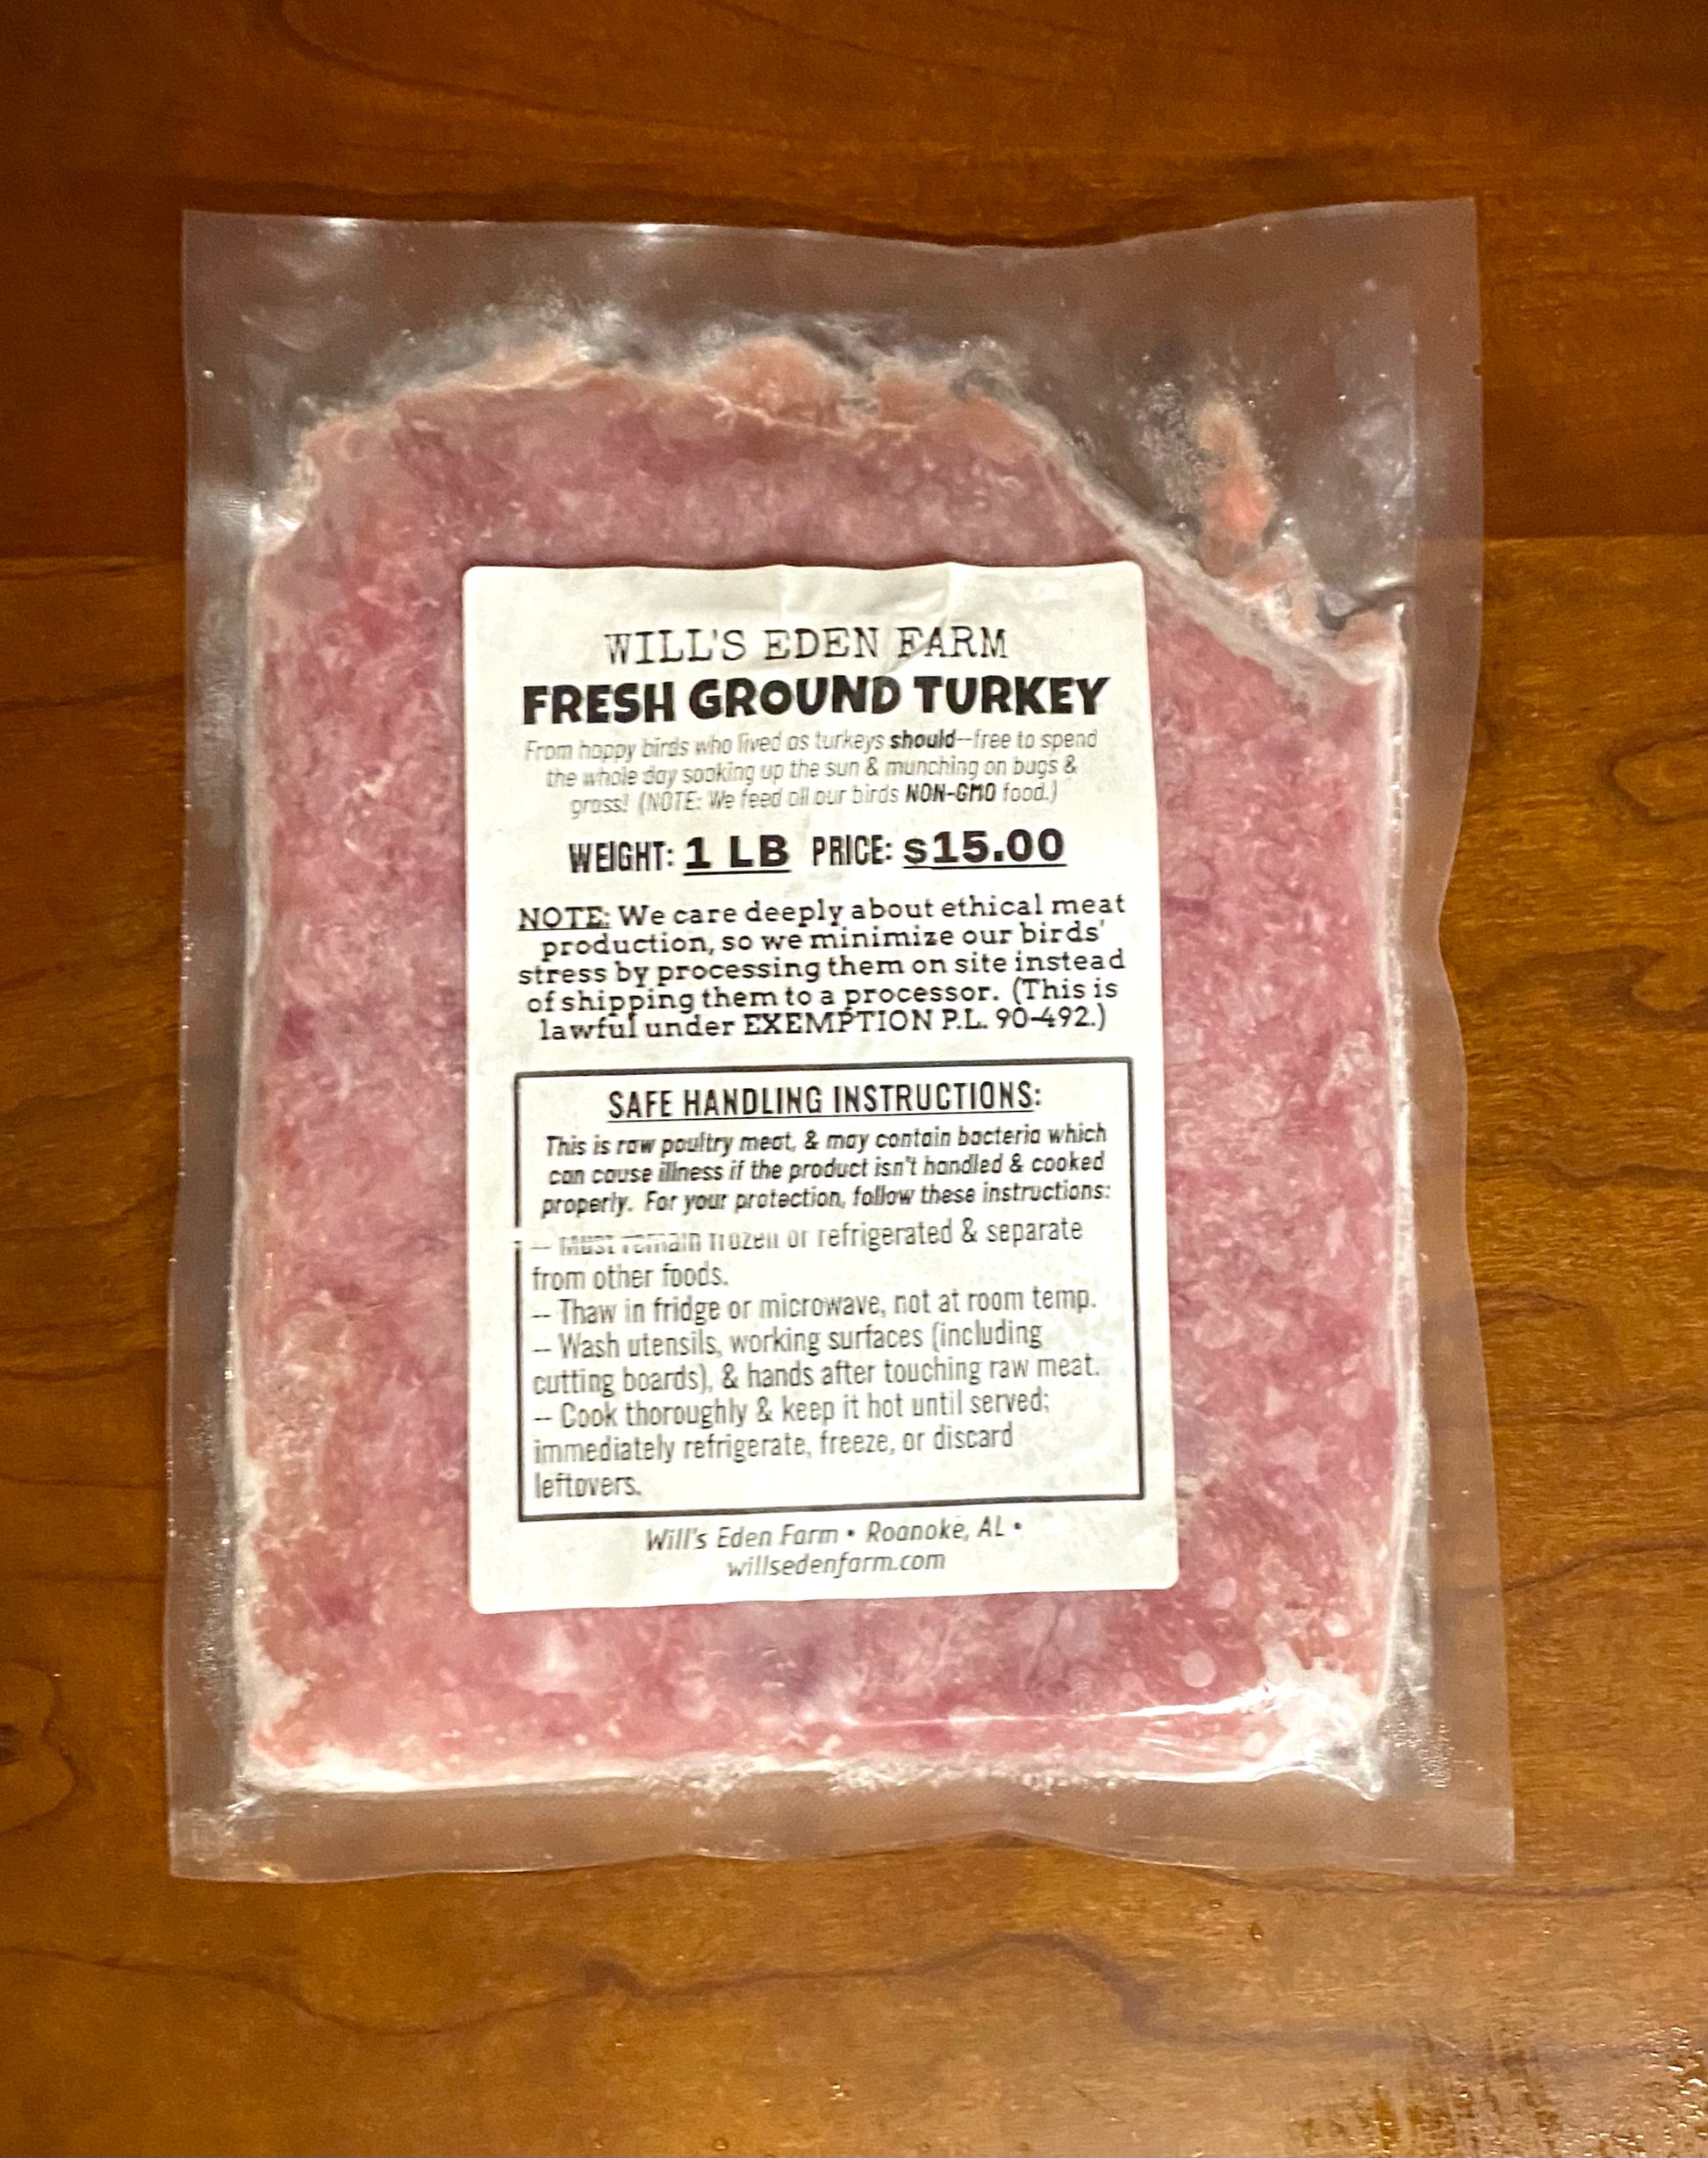 WILL'S EDEN FARM
FRESH GROUND TURKEY
From happy birds who lived as turkeys should--free to spend
the whole day soaking up the sun & munching on bugs &
grass! (NOTE: We feed all our birds NON-GMO food.)
WEIGHT: 1 LB PRICE: $15.00
NOTE: We care deeply about ethical meat
production, so we minimize our birds'
stress by processing them on site instead
of shipping them to a processor. (This is
lawful under EXEMPTION P.L. 90-492.)
SAFE HANDLING INSTRUCTIONS:
This is raw poultry meat, & may contain bacteria which
can cause illness if the product isn't handled & cooked
properly. For your protection, follow these instructions:
-- Must remain frozen or refrigerated & separate
from other foods.
-- Thaw in fridge or microwave, not at room temp.
-- Wash utensils, working surfaces (including
cutting boards), & hands after touching raw meat.
-- Cook thoroughly & keep it hot until served;
immediately refrigerate, freeze, or discard
leftovers.
Will's Eden Farm • Roanoke, AL •
willsedenfarm.com